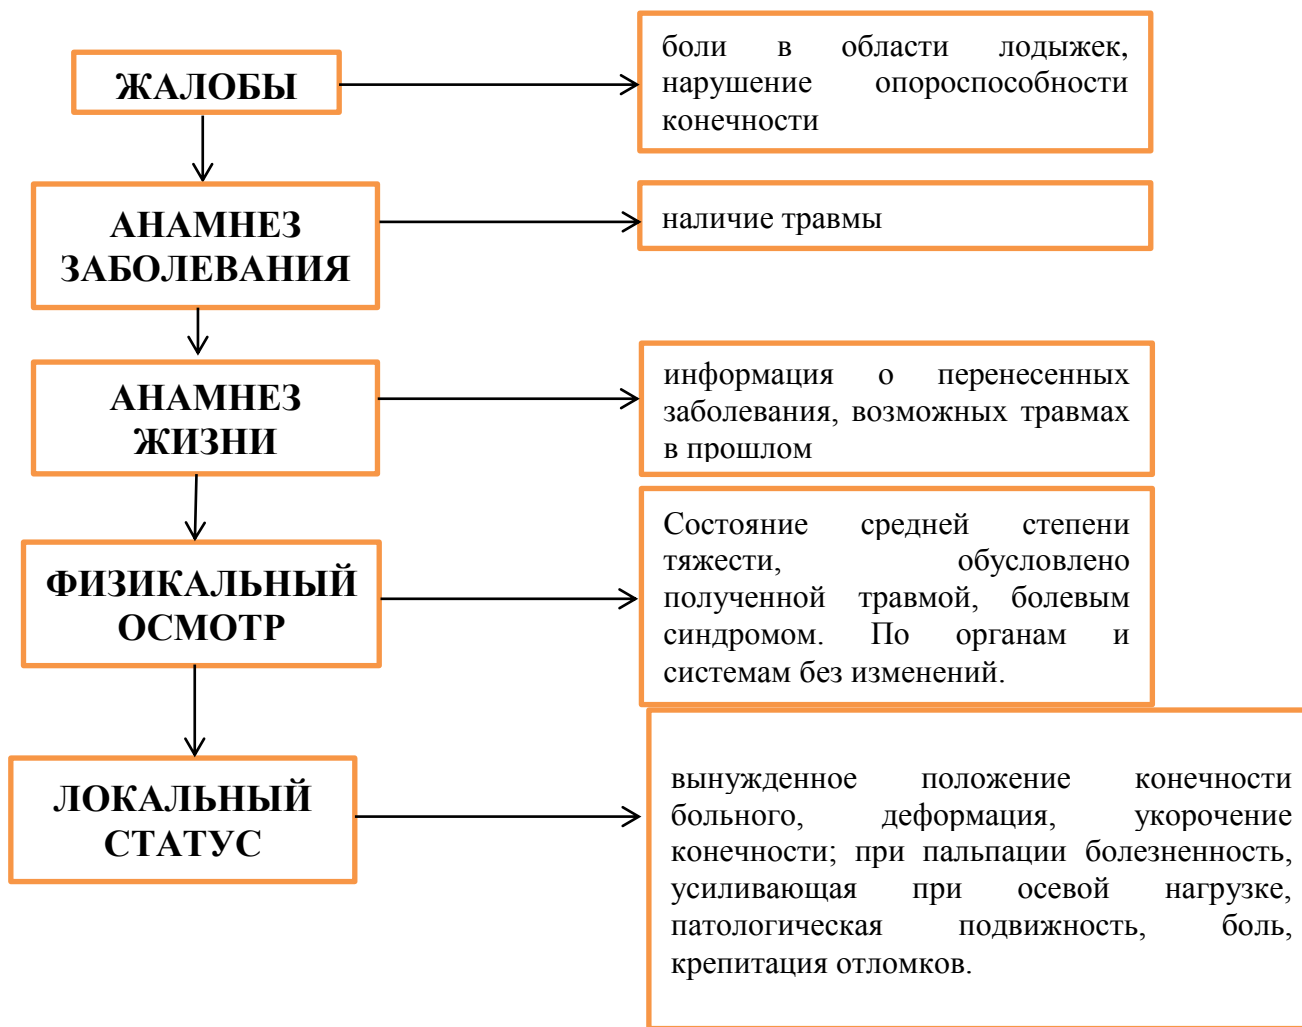 ЖАЛОБЫ
боли в области лодыжек,
нарушение опороспособности
конечности
АНАМНЕЗ
ЗАБОЛЕВАНИЯ
наличие травмы
АНАМНЕЗ
ЖИЗНИ
информация о перенесенных
заболевания, возможных травмах
в прошлом
ФИЗИКАЛЬНЫЙ
ОСМОТР
Состояние средней степени
тяжести, обусловлено
полученной травмой, болевым
синдромом. По органам и
системам без изменений.
ЛОКАЛЬНЫЙ
СТАТУС
вынужденное положение конечности
больного, деформация, укорочение
конечности; при пальпации болезненность,
усиливающая при осевой нагрузке,
патологическая подвижность, боль,
крепитация отломков.